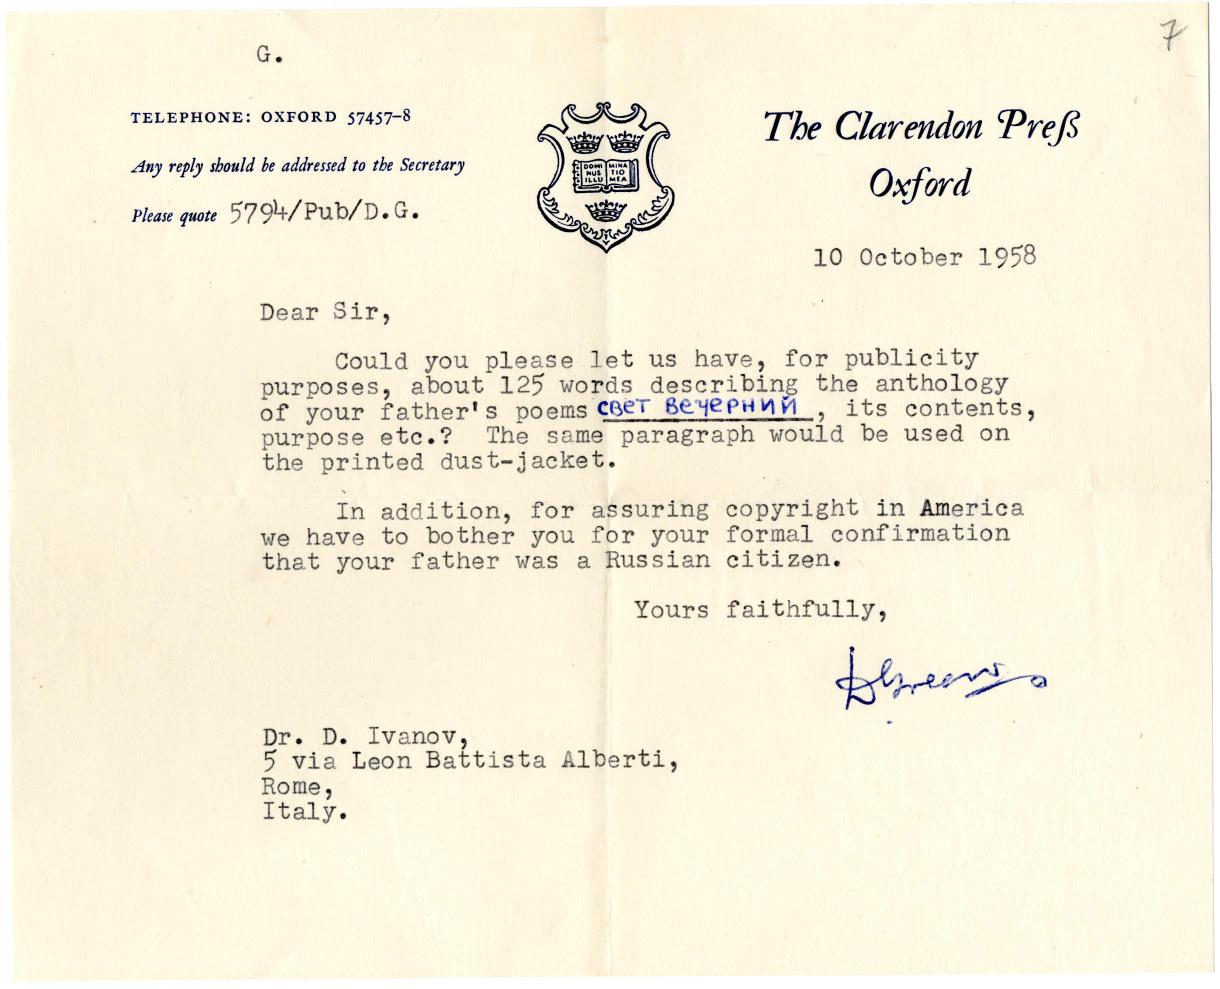 7
G.
TELEPHONE: OXFORD 57457–8
Any reply should be addressed to the Secretary
Please quote 5794/Pub/D.G.
DOMI MINA
NUS TIO
ILLU MEA
The Clarendon Preß
Oxford
10 October 1958
Dear Sir,
Could you please let us have, for publicity
purposes, about 125 words describing the anthology
of your father's poems свет вечерний, its contents,
purpose etc.? The same paragraph would be used on
the printed dust-jacket.
In addition, for assuring copyright in America
we have to bother you for your formal confirmation
that your father was a Russian citizen.
Yours faithfully,
Dr. D. Ivanov,
5 via Leon Battista Alberti,
Rome,
Italy.